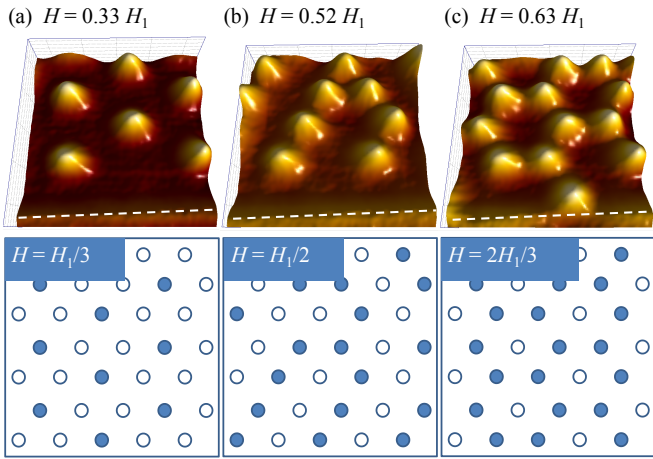 (a) H = 0.33 H₁
(b) H = 0.52 H₁
(c) H = 0.63 H₁
H = H₁/3
H = H₁/2
H = 2H₁/3